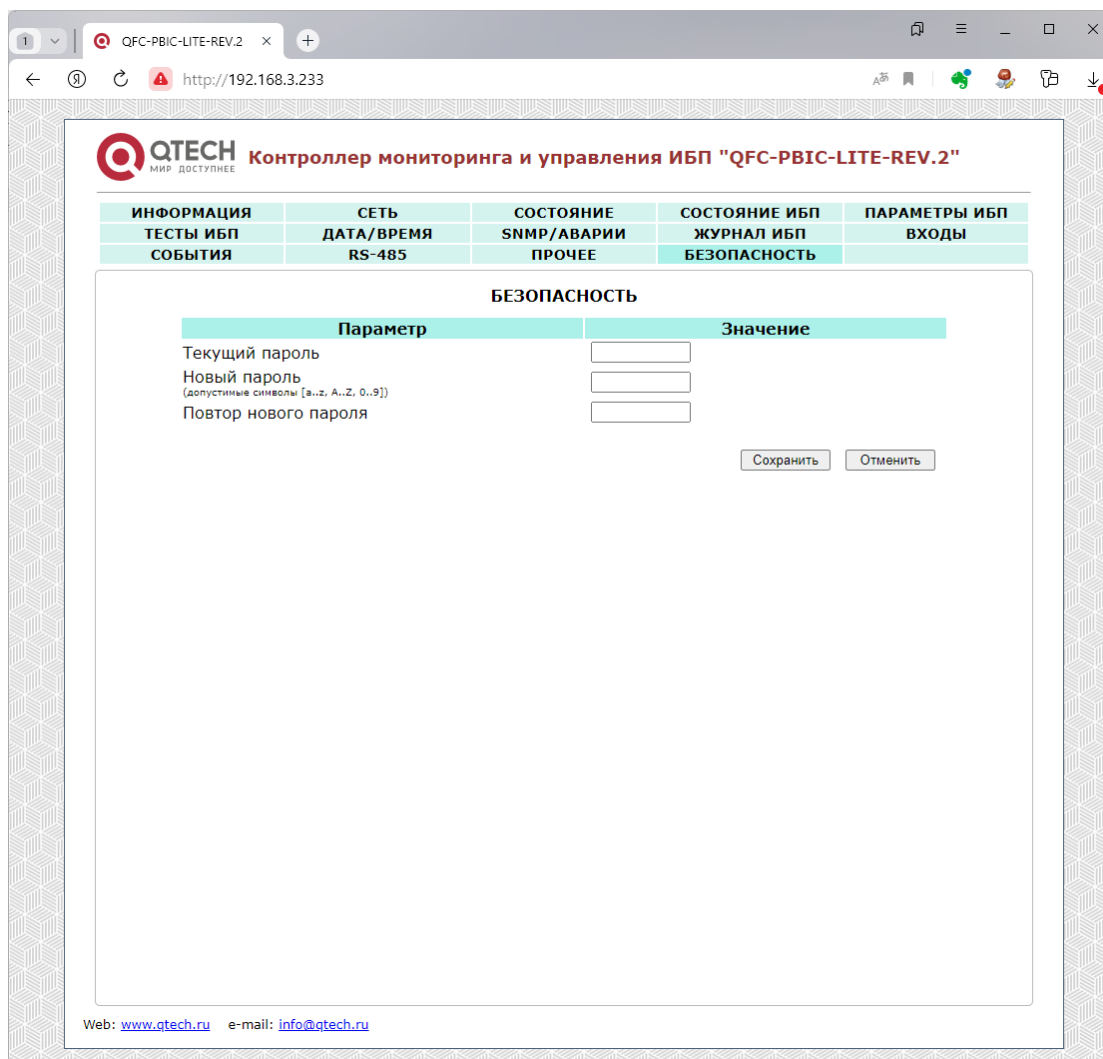 1
QFC-PBIC-LITE-REV.2
http://192.168.3.233
QTECH
МИР ДОСТУПНЕЕ
Контроллер мониторинга и управления ИБП "QFC-PBIC-LITE-REV.2"
ИНФОРМАЦИЯ СЕТЬ СОСТОЯНИЕ СОСТОЯНИЕ ИБП ПАРАМЕТРЫ ИБП
ТЕСТЫ ИБП ДАТА/ВРЕМЯ SNMP/АВАРИИ ЖУРНАЛ ИБП ВХОДЫ
СОБЫТИЯ RS-485 ПРОЧЕЕ БЕЗОПАСНОСТЬ
БЕЗОПАСНОСТЬ
Параметр Значение
Текущий пароль
Новый пароль
(допустимые символы [a..z, A..Z, 0..9])
Повтор нового пароля
Сохранить Отменить
Web: www.qtech.ru e-mail: info@qtech.ru